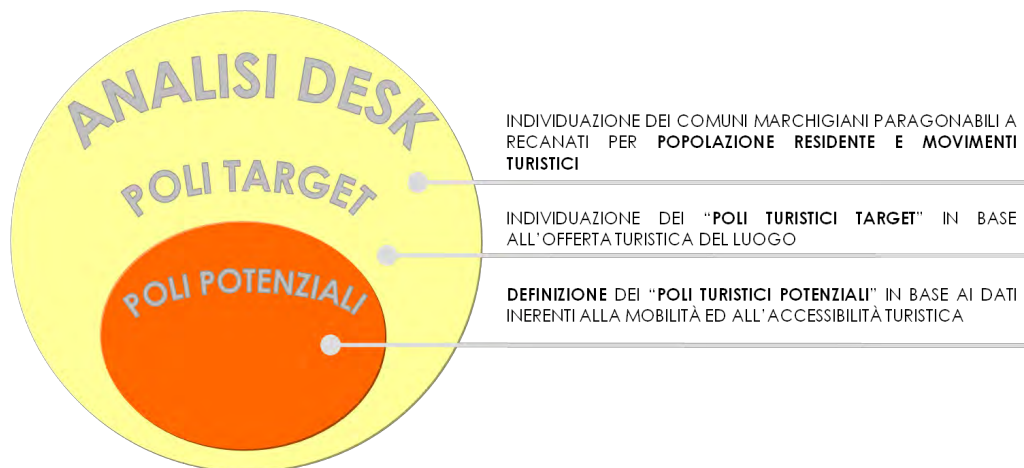 ANALISI DESK
POLI TARGET
POLI POTENZIALI
INDIVIDUAZIONE DEI COMUNI MARCHIGIANI PARAGONABILI A
RECANATI PER POPOLAZIONE RESIDENTE E MOVIMENTI
TURISTICI
INDIVIDUAZIONE DEI “POLI TURISTICI TARGET” IN BASE
ALL’OFFERTA TURISTICA DEL LUOGO
DEFINIZIONE DEI “POLI TURISTICI POTENZIALI” IN BASE AI DATI
INERENTI ALLA MOBILITÀ ED ALL’ACCESSIBILITÀ TURISTICA